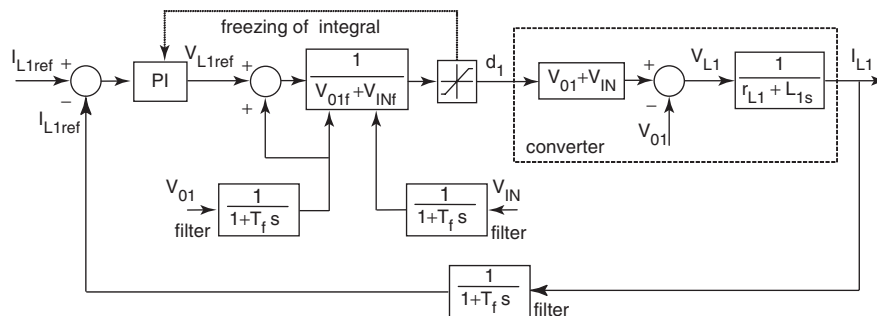 freezing of integral
I_L1ref
+
−
I_L1ref
PI
V_L1ref
+
+
1
V_01f+V_INf
d_1
V_01+V_IN
+
−
V_01
V_L1
1
r_L1 + L_1s
I_L1
converter
V_01
filter
1
1+T_f s
1
1+T_f s
V_IN
filter
1
1+T_f s
filter